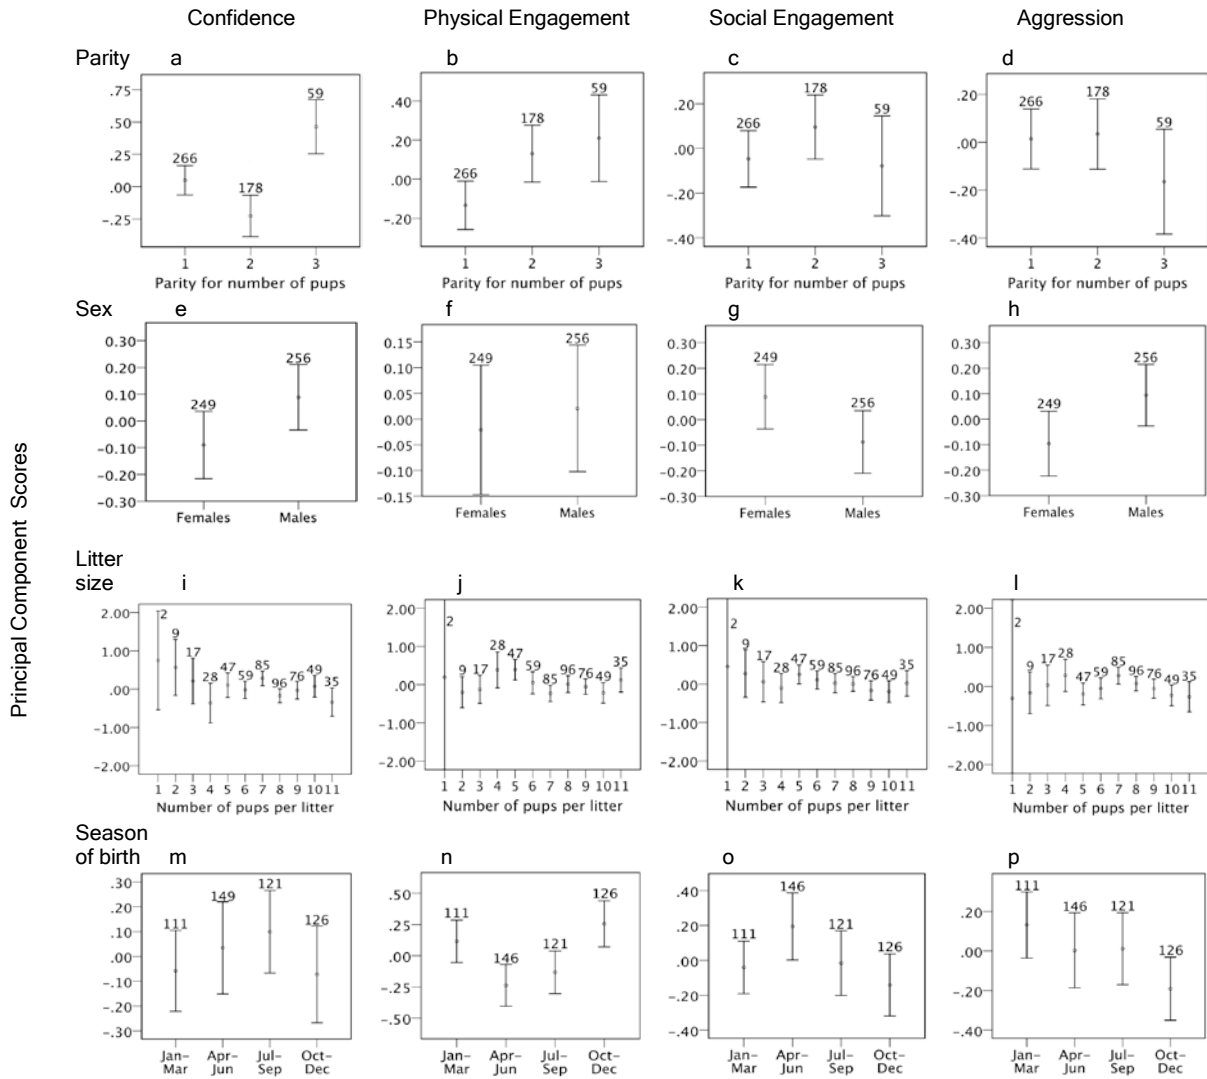 Confidence Physical Engagement Social Engagement Aggression
Parity a b c d
.75 .50 .25 .00 -.25
266 178 59
1 2 3
Parity for number of pups
.40 .20 .00 -.20
266 178 59
1 2 3
Parity for number of pups
.20 .00 -.20 -.40
266 178 59
1 2 3
Parity for number of pups
.20 .00 -.20 -.40
266 178 59
1 2 3
Parity for number of pups
Sex e f g h
0.30 0.20 0.10 0.00 -0.10 -0.20 -0.30
249 256
Females Males
0.15 0.10 0.05 0.00 -0.05 -0.10 -0.15
249 256
Females Males
0.30 0.20 0.10 0.00 -0.10 -0.20 -0.30
249 256
Females Males
0.30 0.20 0.10 0.00 -0.10 -0.20 -0.30
249 256
Females Males
Principal Component Scores
Litter
size i j k l
2.00 1.00 .00 -1.00 -2.00
2 9 17 28 47 59 85 96 76 49 35
1 2 3 4 5 6 7 8 9 10 11
Number of pups per litter
2.00 1.00 .00 -1.00 -2.00
2 9 17 28 47 59 85 96 76 49 35
1 2 3 4 5 6 7 8 9 10 11
Number of pups per litter
2.00 1.00 .00 -1.00 -2.00
2 9 17 28 47 59 85 96 76 49 35
1 2 3 4 5 6 7 8 9 10 11
Number of pups per litter
2.00 1.00 .00 -1.00 -2.00
2 9 17 28 47 59 85 96 76 49 35
1 2 3 4 5 6 7 8 9 10 11
Number of pups per litter
Season
of birth m n o p
.30 .20 .10 .00 -.10 -.20 -.30
111 149 121 126
Jan- Apr- Jul- Oct-
Mar Jun Sep Dec
.50 .25 .00 -.25 -.50
111 146 121 126
Jan- Apr- Jul- Oct-
Mar Jun Sep Dec
.40 .20 .00 -.20 -.40
111 146 121 126
Jan- Apr- Jul- Oct-
Mar Jun Sep Dec
.20 .00 -.20 -.40
111 146 121 126
Jan- Apr- Jul- Oct-
Mar Jun Sep Dec